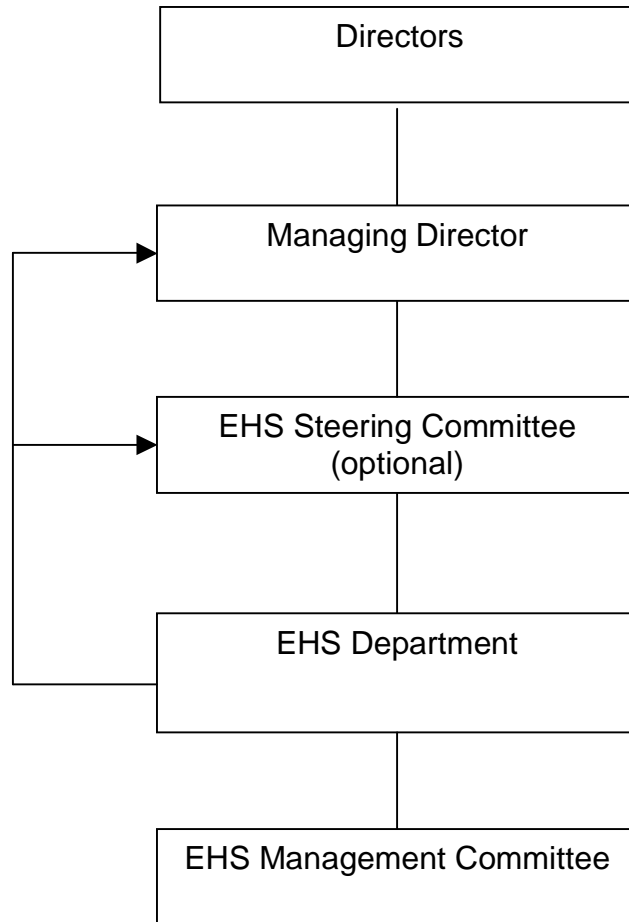 Directors
Managing Director
EHS Steering Committee
(optional)
EHS Department
EHS Management Committee